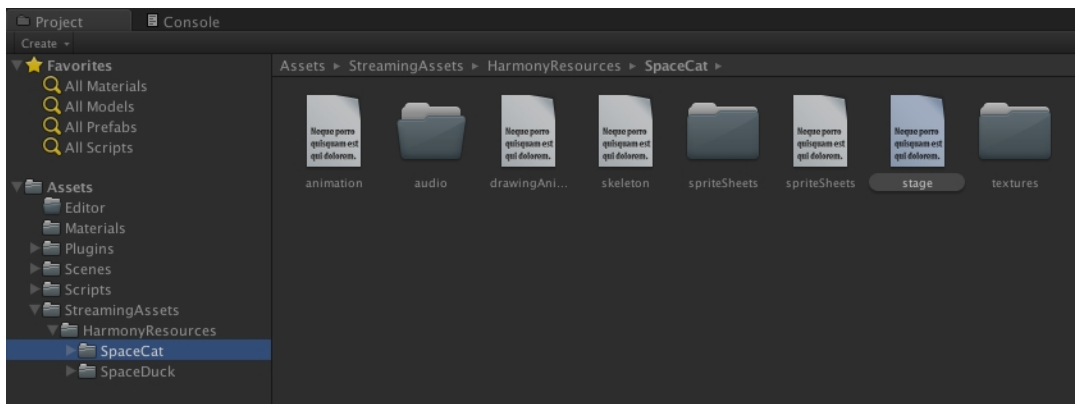 Project
Console
Create
Favorites
All Materials
All Models
All Prefabs
All Scripts
Assets
Editor
Materials
Plugins
Scenes
Scripts
StreamingAssets
HarmonyResources
SpaceCat
SpaceDuck
Assets ▸ StreamingAssets ▸ HarmonyResources ▸ SpaceCat ▸
Neque porro
quisquam est
qui dolorem.
animation
audio
Neque porro
quisquam est
qui dolorem.
drawingAni...
Neque porro
quisquam est
qui dolorem.
skeleton
spriteSheets
Neque porro
quisquam est
qui dolorem.
spriteSheets
Neque porro
quisquam est
qui dolorem.
stage
textures